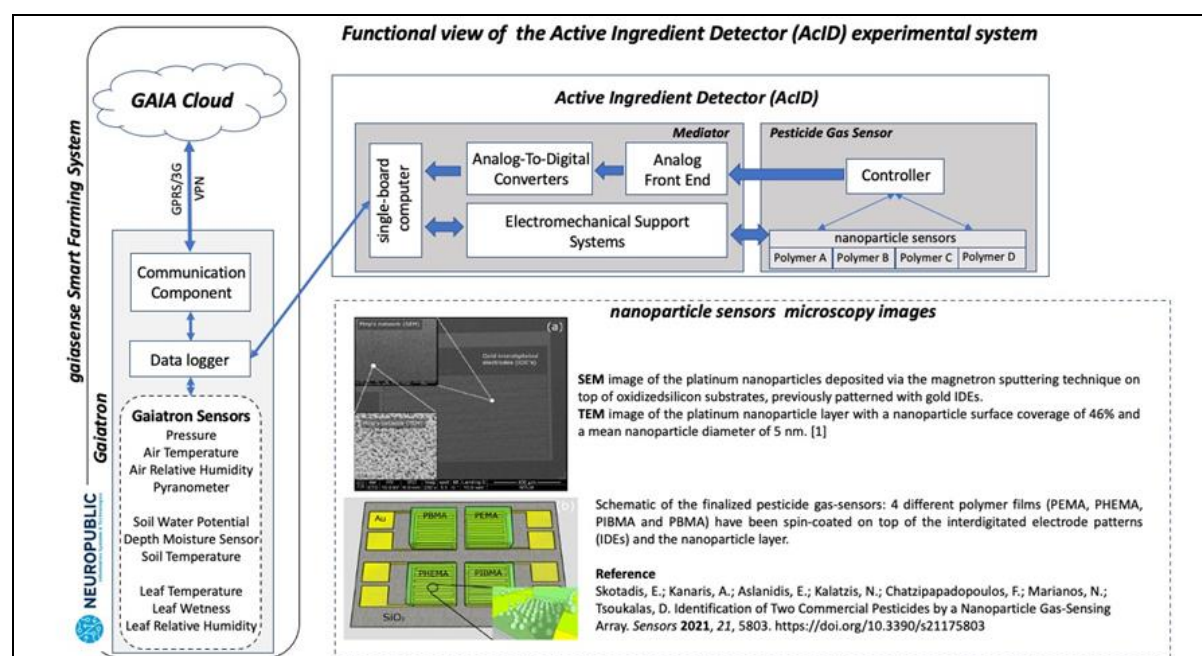 Functional view of the Active Ingredient Detector (AcID) experimental system
gaiasense Smart Farming System
GAIA Cloud
GPRS/3G
VPN
Gaiatron
Communication
Component
Data logger
Gaiatron Sensors
Pressure
Air Temperature
Air Relative Humidity
Pyranometer
Soil Water Potential
Depth Moisture Sensor
Soil Temperature
Leaf Temperature
Leaf Wetness
Leaf Relative Humidity
NEUROPUBLIC
Active Ingredient Detector (AcID)
Mediator
single-board
computer
Analog-To-Digital
Converters
Analog
Front End
Electromechanical Support
Systems
Pesticide Gas Sensor
Controller
nanoparticle sensors
Polymer A
Polymer B
Polymer C
Polymer D
nanoparticle sensors microscopy images
(a)
Gold interdigitated
electrodes (IDE's)
SEM image of the platinum nanoparticles deposited via the magnetron sputtering technique on
top of oxidizedsilicon substrates, previously patterned with gold IDEs.
TEM image of the platinum nanoparticle layer with a nanoparticle surface coverage of 46% and
a mean nanoparticle diameter of 5 nm. [1]
(b)
Au
PBMA
PEMA
PHEMA
PIBMA
SiO₂
Schematic of the finalized pesticide gas-sensors: 4 different polymer films (PEMA, PHEMA,
PIBMA and PBMA) have been spin-coated on top of the interdigitated electrode patterns
(IDEs) and the nanoparticle layer.
Reference
Skotadis, E.; Kanaris, A.; Aslanidis, E.; Kalatzis, N.; Chatzipapadopoulos, F.; Marianos, N.;
Tsoukalas, D. Identification of Two Commercial Pesticides by a Nanoparticle Gas-Sensing
Array. Sensors 2021, 21, 5803. https://doi.org/10.3390/s21175803